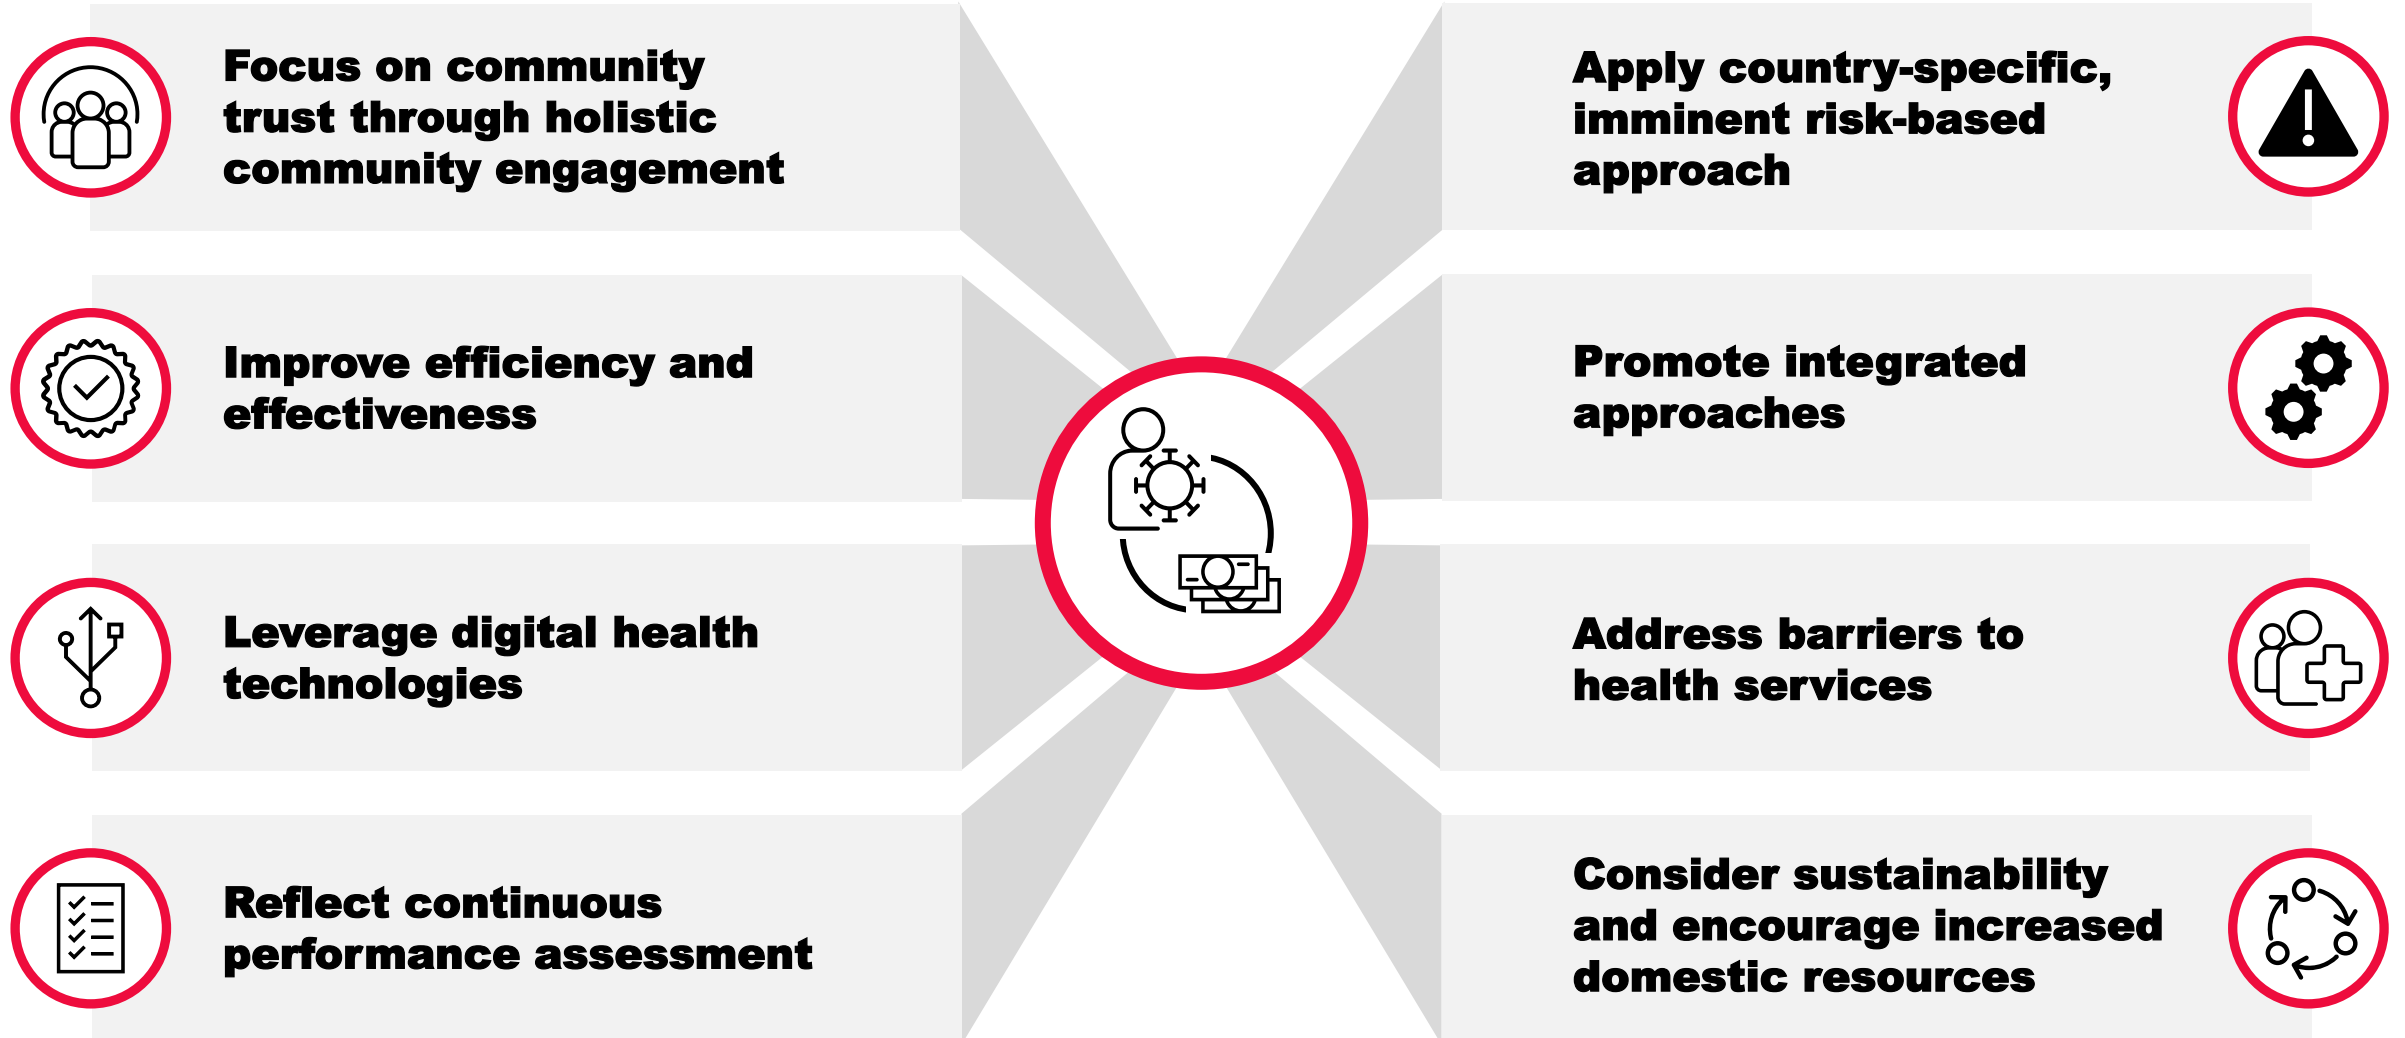 Focus on community
trust through holistic
community engagement
Improve efficiency and
effectiveness
Leverage digital health
technologies
Reflect continuous
performance assessment
Apply country-specific,
imminent risk-based
approach
Promote integrated
approaches
Address barriers to
health services
Consider sustainability
and encourage increased
domestic resources